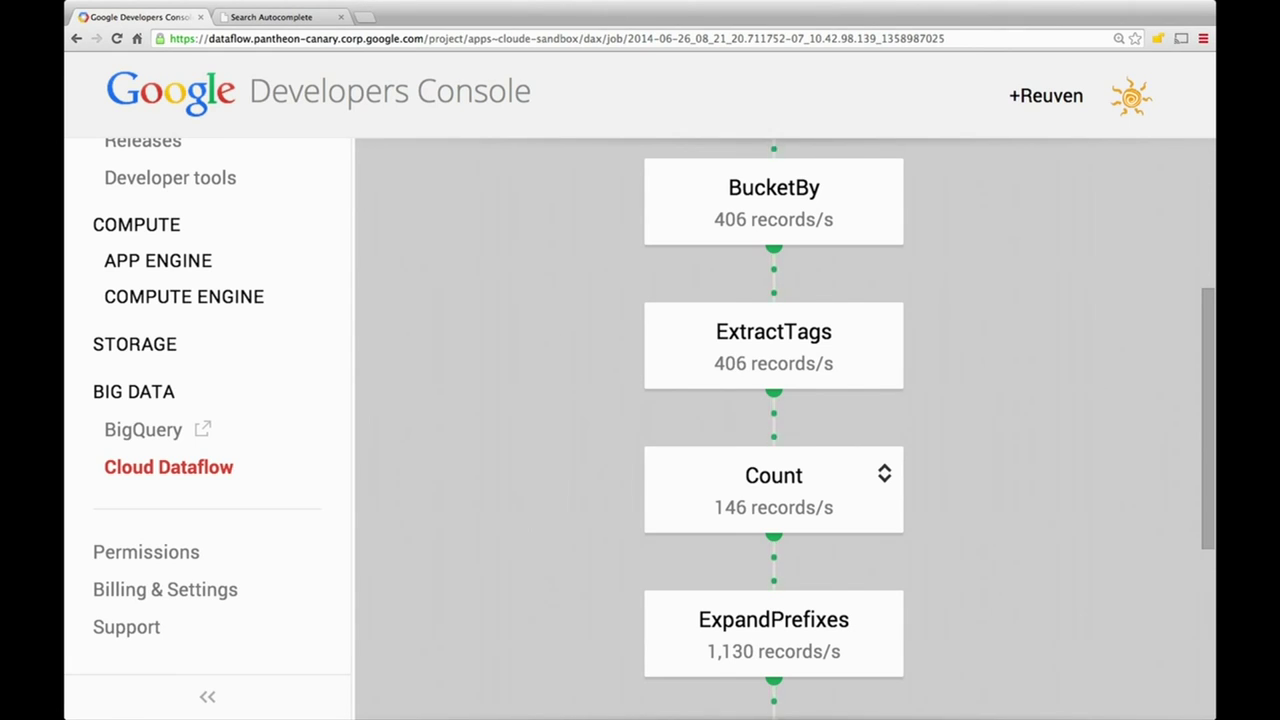 Google Developers Conso
Search Autocomplete
https://dataflow.pantheon-canary.corp.google.com/project/apps~cloude-sandbox/dax/job/2014-06-26_08_21_20.711752-07_10.42.98.139_1358987025
Google Developers Console
+Reuven
Releases
Developer tools
COMPUTE
APP ENGINE
COMPUTE ENGINE
STORAGE
BIG DATA
BigQuery
Cloud Dataflow
Permissions
Billing & Settings
Support
BucketBy
406 records/s
ExtractTags
406 records/s
Count
146 records/s
ExpandPrefixes
1,130 records/s